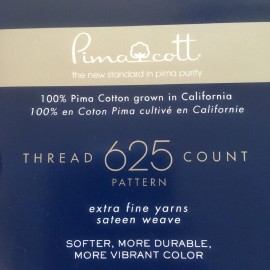 Pimacott
the new standard in pima purity
100% Pima Cotton grown in California
100% en Coton Pima cultivé en Californie
THREAD 625 COUNT
PATTERN
extra fine yarns
sateen weave
SOFTER, MORE DURABLE,
MORE VIBRANT COLOR